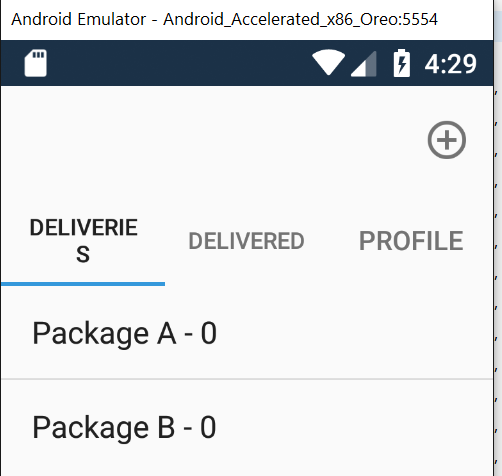 Android Emulator - Android_Accelerated_x86_Oreo:5554
4:29
DELIVERIE
S
DELIVERED
PROFILE
Package A - 0
Package B - 0